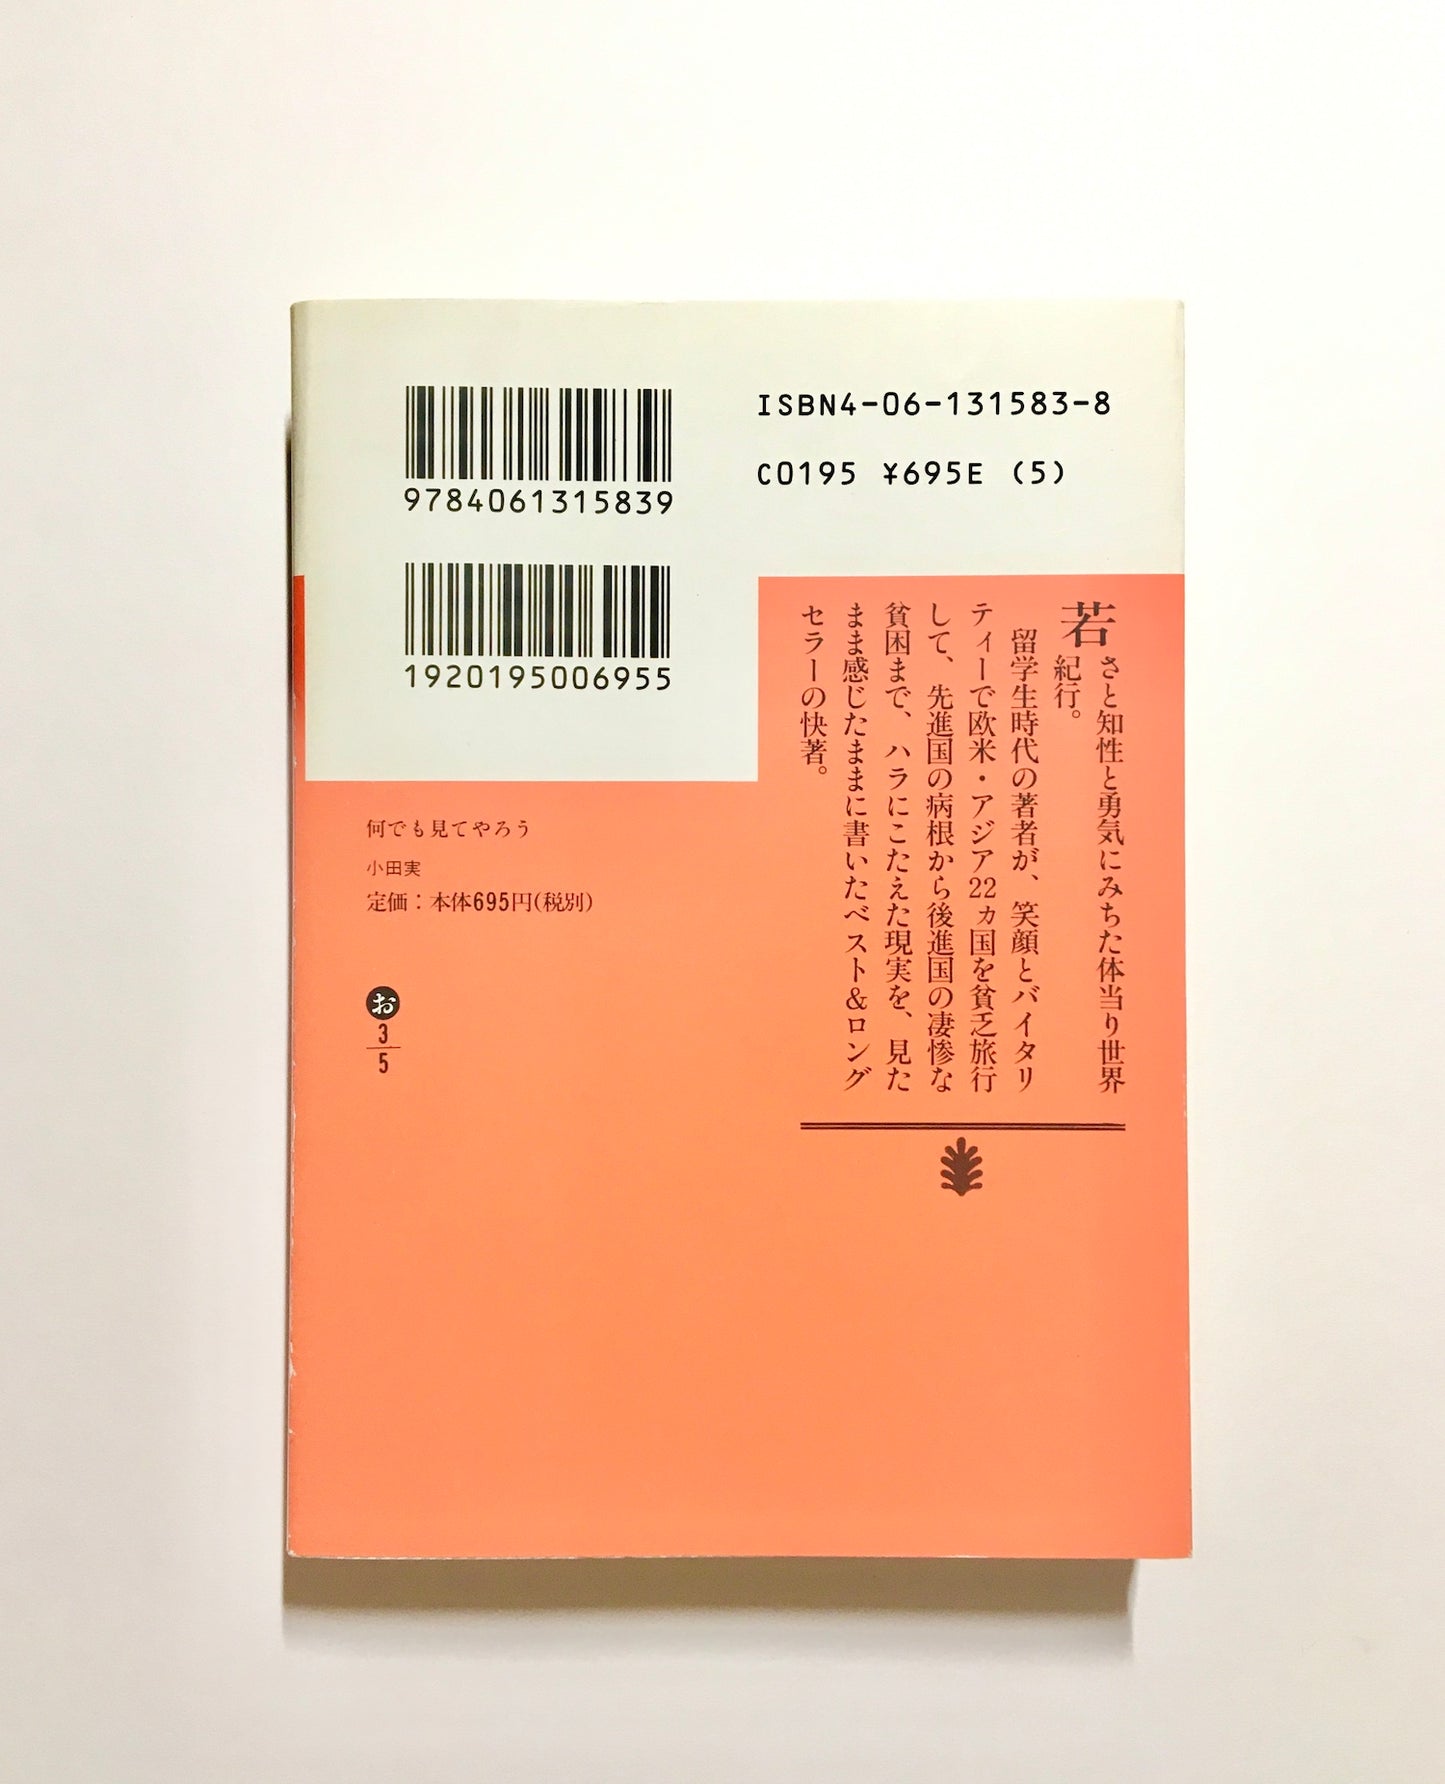 9784061315839
1920195006955
ISBN4-06-131583-8
C0195 ¥695E (5)
若さと知性と勇気にみちた体当り世界
紀行。
留学生時代の著者が、笑顔とバイタリ
ティーで欧米・アジア22ヵ国を貧乏旅行
して、先進国の病根から後進国の凄惨な
貧困まで、ハラにこたえた現実を、見た
まま感じたままに書いたベスト&ロング
セラーの快著。
何でも見てやろう
小田実
定価：本体695円(税別)
お
3
5